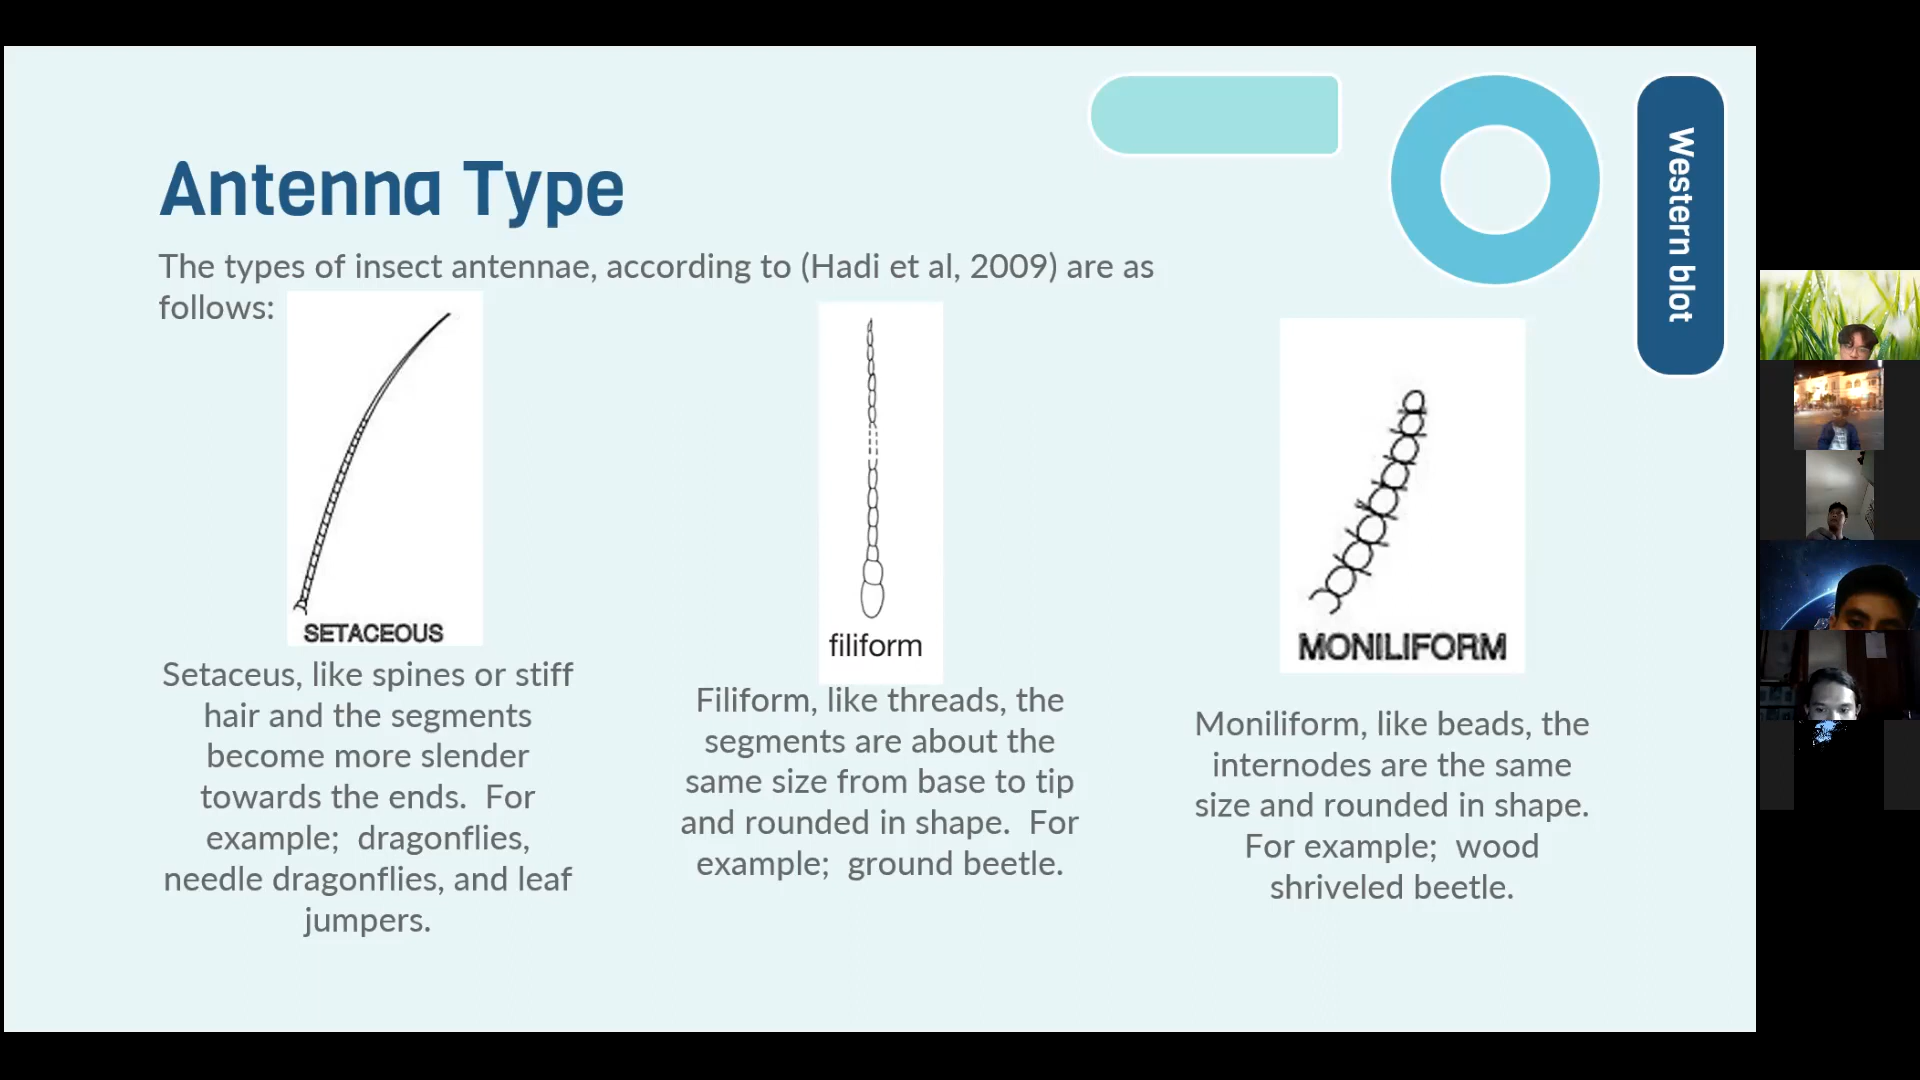 Western blot
Antenna Type
The types of insect antennae, according to (Hadi et al, 2009) are as
follows:
SETACEOUS
Setaceus, like spines or stiff
hair and the segments
become more slender
towards the ends.  For
example;  dragonflies,
needle dragonflies, and leaf
jumpers.
filiform
Filiform, like threads, the
segments are about the
same size from base to tip
and rounded in shape.  For
example;  ground beetle.
MONILIFORM
Moniliform, like beads, the
internodes are the same
size and rounded in shape.
For example;  wood
shriveled beetle.